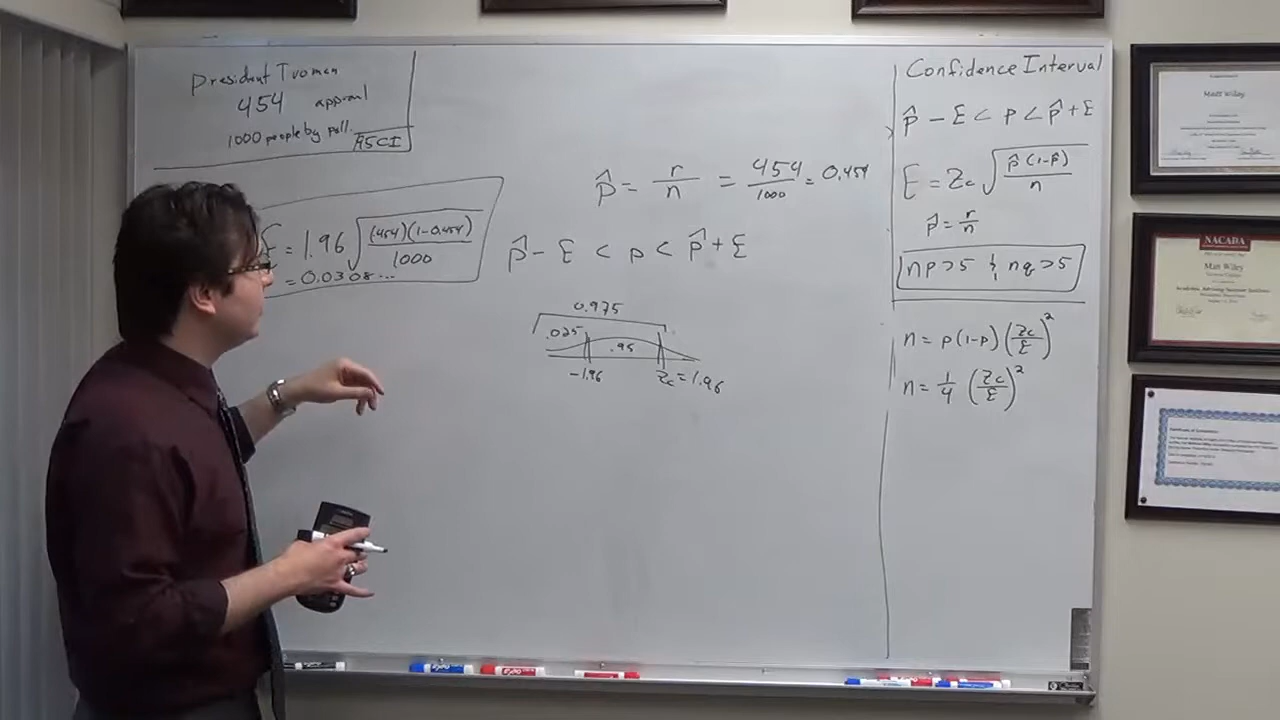 President Truman
454 approval
1000 people by poll.
95CI
p̂ = r/n = 454/1000 = 0.454
E = 1.96 √((454)(1-0.454)/1000)
= 0.0308...
p̂ - E < p < p̂ + E
0.975
.025
.95
-1.96
Zc = 1.96
Confidence Interval
p̂ - E < p < p̂ + E
E = Zc √(p̂(1-p̂)/n)
p̂ = r/n
np>5 & nq>5
n = p(1-p)(Zc/E)²
n = 1/4 (Zc/E)²
Matt Wiley
NACADA
Matt Wiley